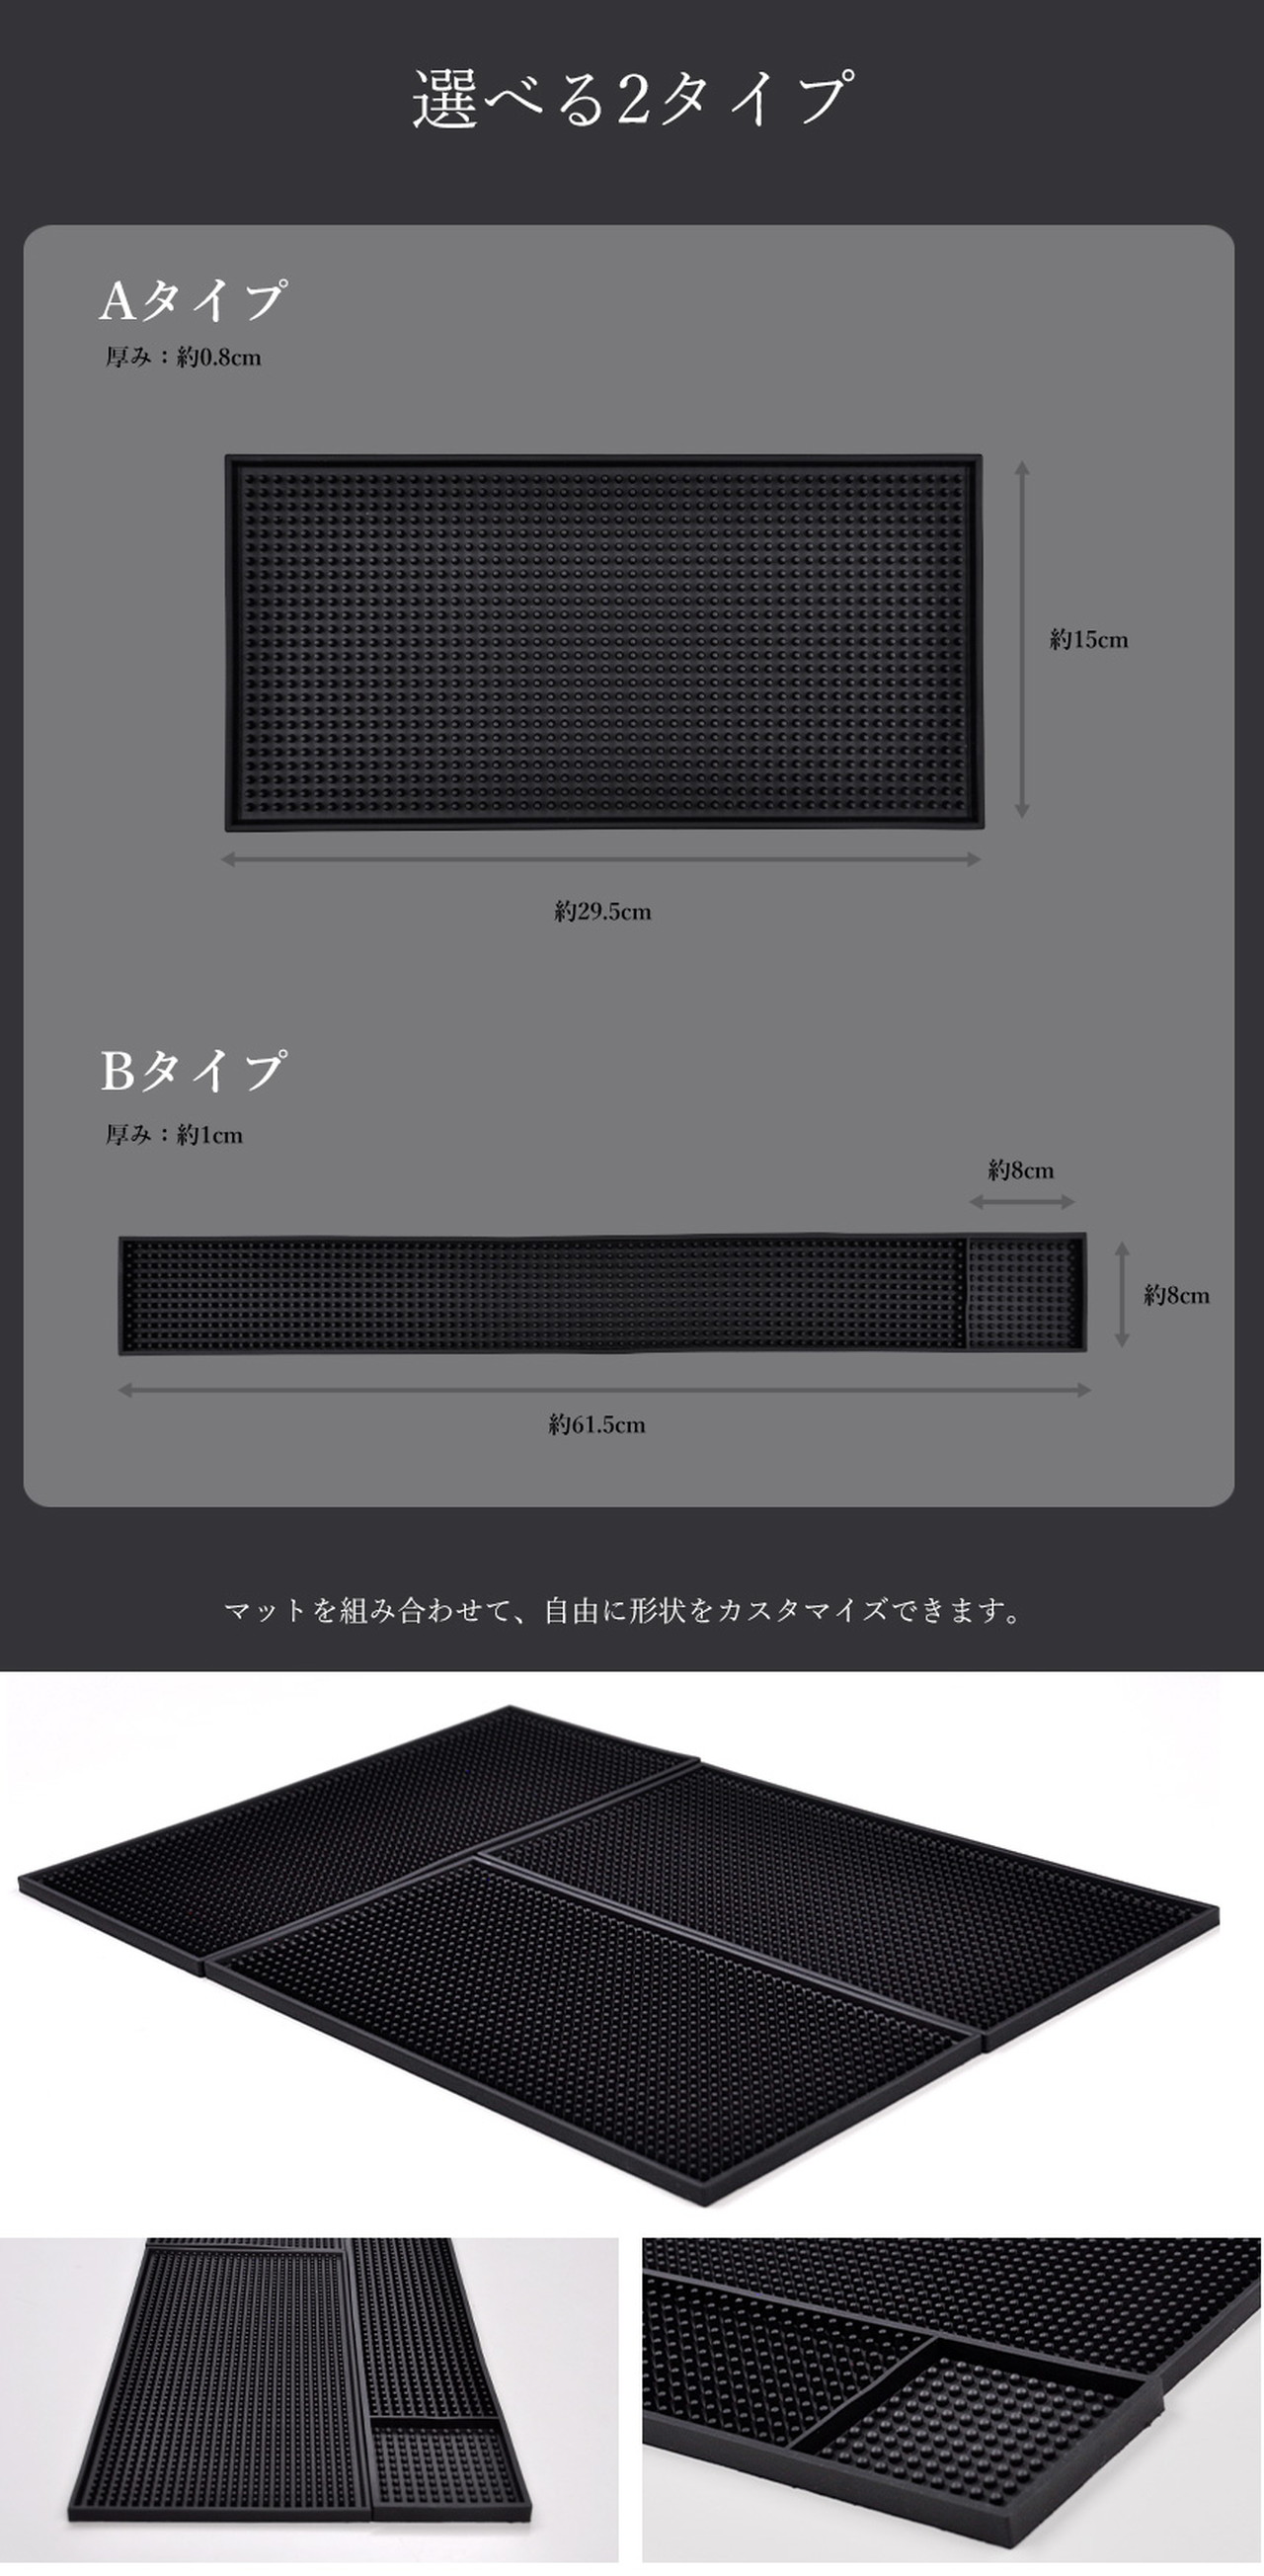 選べる2タイプ
Aタイプ
厚み：約0.8cm
約15cm
約29.5cm
Bタイプ
厚み：約1cm
約8cm
約8cm
約61.5cm
マットを組み合わせて、自由に形状をカスタマイズできます。